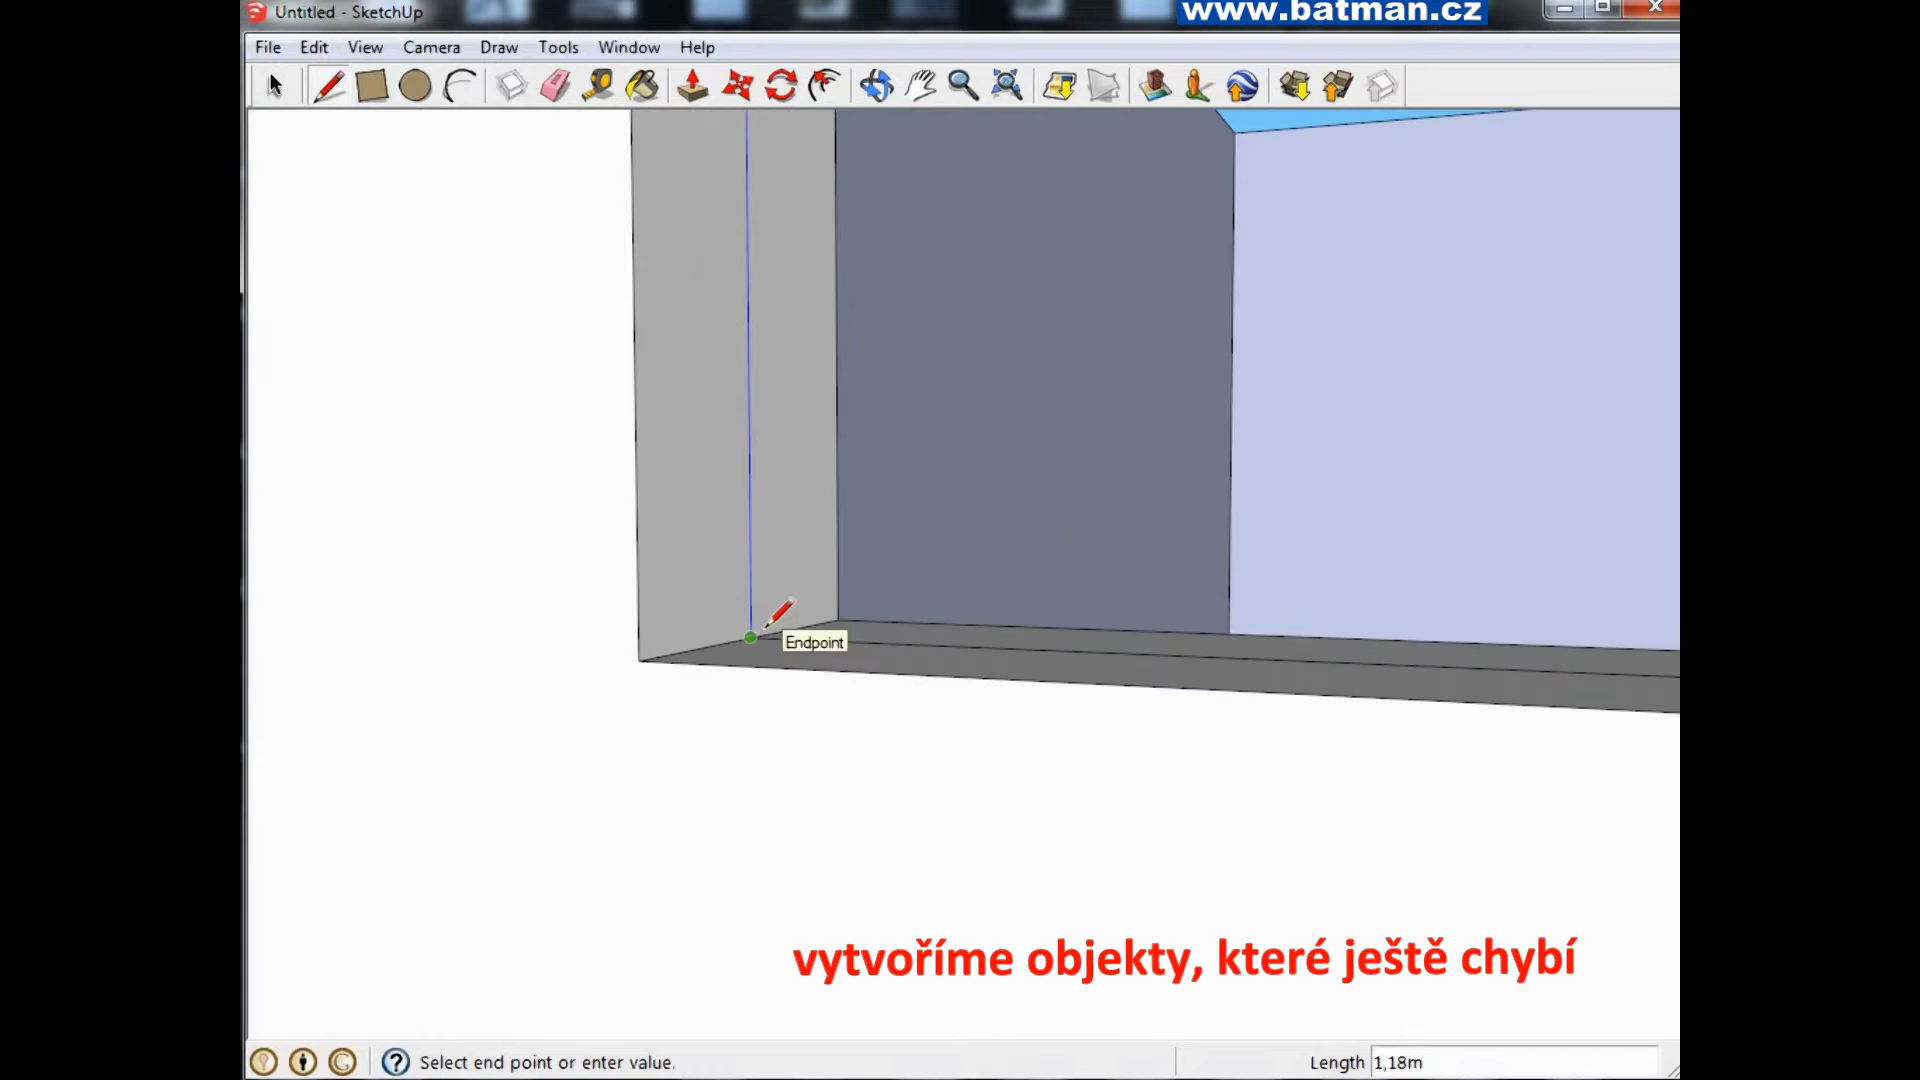 Untitled - SketchUp
www.batman.cz
File Edit View Camera Draw Tools Window Help
Endpoint
vytvoříme objekty, které ještě chybí
Select end point or enter value.
Length 1,18m